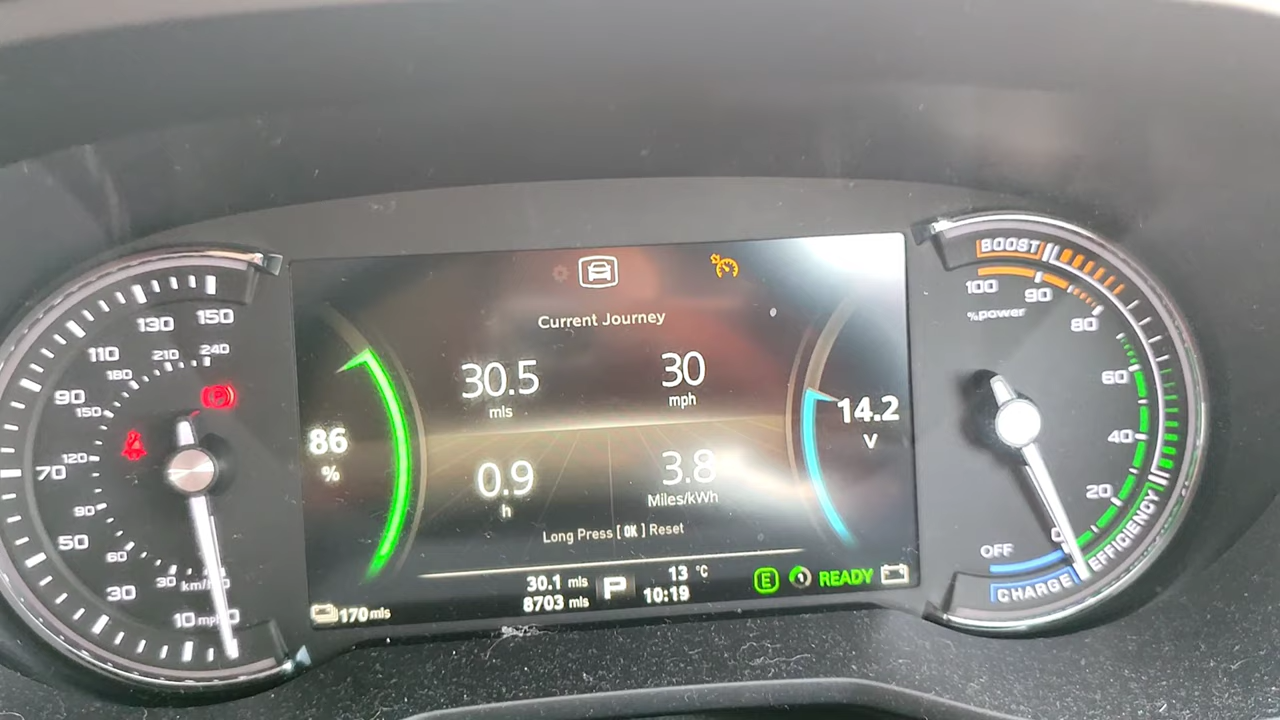 150
130
110
90
70
50
30
10 mph
240
210
180
150
120
90
60
30 km/h
P
Current Journey
30.5
mls
30
mph
0.9
h
3.8
Miles/kWh
Long Press [ OK ] Reset
86
%
14.2
V
30.1 mls
8703 mls
P
13 °C
10:19
E
READY
170 mls
BOOST
100
90
80
%power
60
40
20
0
OFF
CHARGE
EFFICIENCY